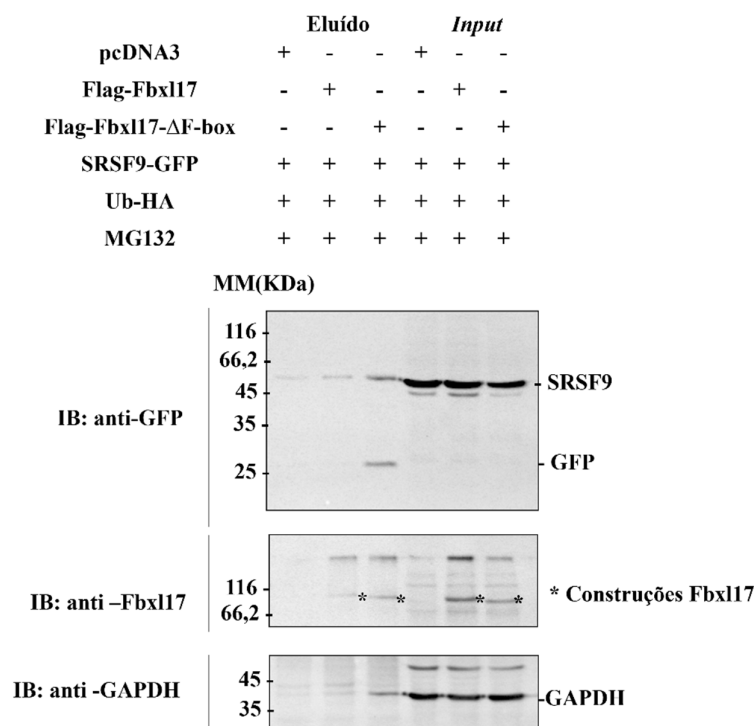 Eluído Input
pcDNA3 + - - + - -
Flag-Fbxl17 - + - - + -
Flag-Fbxl17-ΔF-box - - + - - +
SRSF9-GFP + + + + + +
Ub-HA + + + + + +
MG132 + + + + + +
MM(KDa)
116 -
66,2 -
45 - - SRSF9
35 -
IB: anti-GFP
25 - - GFP
IB: anti –Fbxl17
116 - * * * * * Construções Fbxl17
66,2 -
IB: anti -GAPDH
45 -
35 - -GAPDH